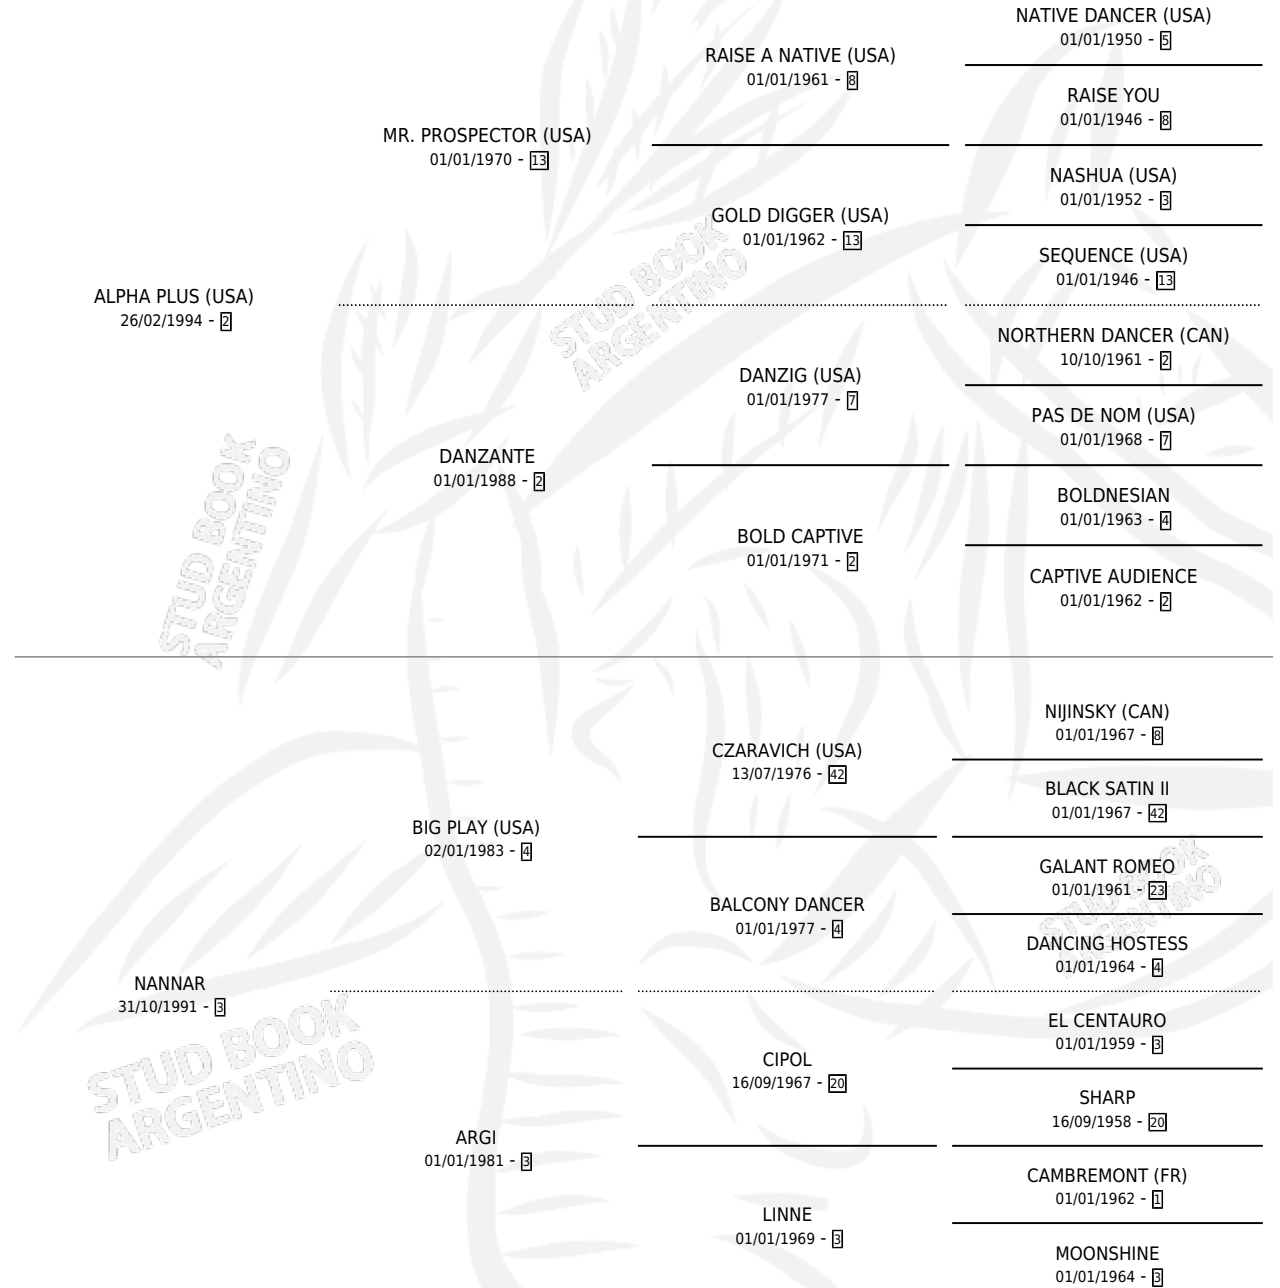 NATIVE DANCER (USA)
01/01/1950 - 5
RAISE A NATIVE (USA)
01/01/1961 - 8
RAISE YOU
01/01/1946 - 8
MR. PROSPECTOR (USA)
01/01/1970 - 13
NASHUA (USA)
01/01/1952 - 3
GOLD DIGGER (USA)
01/01/1962 - 13
SEQUENCE (USA)
01/01/1946 - 13
ALPHA PLUS (USA)
26/02/1994 - 2
STUD BOOK
ARGENTINO
NORTHERN DANCER (CAN)
10/10/1961 - 2
DANZIG (USA)
01/01/1977 - 7
PAS DE NOM (USA)
01/01/1968 - 7
DANZANTE
01/01/1988 - 2
BOLDNESIAN
01/01/1963 - 4
BOLD CAPTIVE
01/01/1971 - 2
CAPTIVE AUDIENCE
01/01/1962 - 2
STUD BOOK
ARGENTINO
NIJINSKY (CAN)
01/01/1967 - 8
CZARAVICH (USA)
13/07/1976 - 42
BLACK SATIN II
01/01/1967 - 42
BIG PLAY (USA)
02/01/1983 - 4
GALANT ROMEO
01/01/1961 - 23
BALCONY DANCER
01/01/1977 - 4
STUD BOOK
ARGENTINO
DANCING HOSTESS
01/01/1964 - 4
NANNAR
31/10/1991 - 3
EL CENTAURO
01/01/1959 - 3
STUD BOOK
ARGENTINO
CIPOL
16/09/1967 - 20
SHARP
16/09/1958 - 20
ARGI
01/01/1981 - 3
CAMBREMONT (FR)
01/01/1962 - 1
LINNE
01/01/1969 - 3
MOONSHINE
01/01/1964 - 3